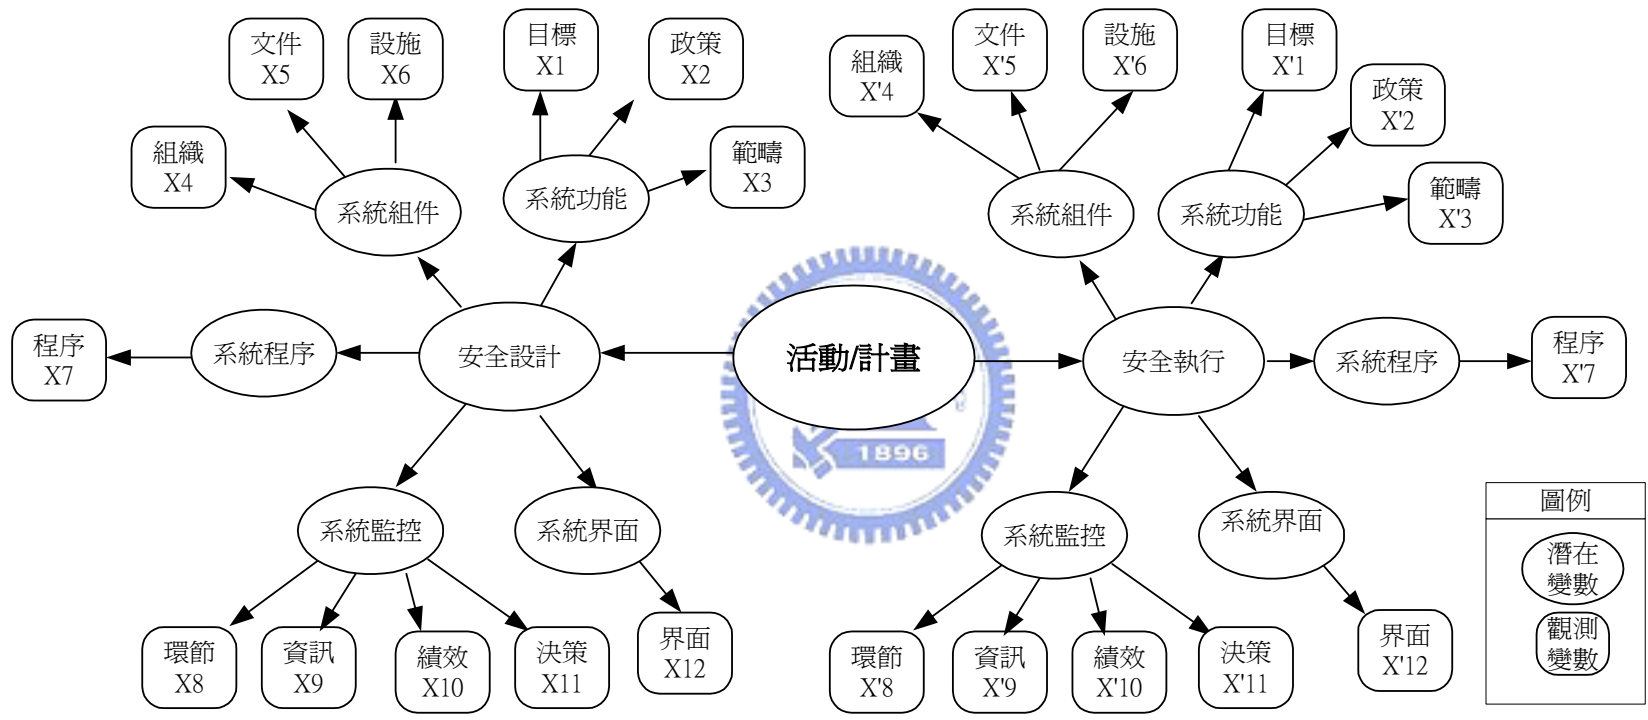 文件
X5
設施
X6
目標
X1
政策
X2
組織
X4
範疇
X3
系統組件
系統功能
程序
X7
系統程序
安全設計
系統監控
系統界面
環節
X8
資訊
X9
績效
X10
決策
X11
界面
X12
活動/計畫
1896
組織
X'4
文件
X'5
設施
X'6
目標
X'1
政策
X'2
範疇
X'3
系統組件
系統功能
安全執行
系統程序
程序
X'7
系統監控
系統界面
環節
X'8
資訊
X'9
績效
X'10
決策
X'11
界面
X'12
圖例
潛在
變數
觀測
變數